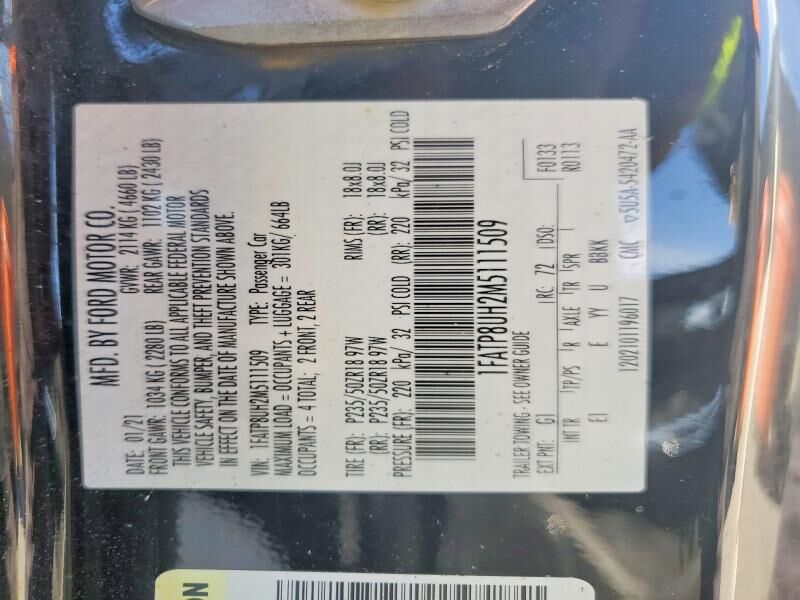 MFD. BY FORD MOTOR CO.
DATE: 01/21 GVWR: 2114 KG (4660 LB)
FRONT GAWR: 1034 KG (2280 LB) REAR GAWR: 1102 KG (2430 LB)
THIS VEHICLE CONFORMS TO ALL APPLICABLE FEDERAL MOTOR
VEHICLE SAFETY, BUMPER, AND THEFT PREVENTION STANDARDS
IN EFFECT ON THE DATE OF MANUFACTURE SHOWN ABOVE.
VIN: 1FATP8UH2M5111509 TYPE: Passenger Car
MAXIMUM LOAD = OCCUPANTS + LUGGAGE = 301KG/ 664LB
OCCUPANTS = 4 TOTAL; 2 FRONT, 2 REAR
TIRE (FR): P235/50ZR18 97W RIMS (FR): 18x8.0J
(RR): P235/50ZR18 97W (RR): 18x8.0J
PRESSURE (FR): 220 kPa/ 32 PSI COLD (RR): 220 kPa/ 32 PSI COLD
1FATP8UH2M5111509
TRAILER TOWING - SEE OWNER GUIDE
EXT PNT: G1 RC: 72 DSO: F0133
R0113
INT TR TP/PS R AXLE TR SPR
EI E YY U BBKK
1202101196017 CMC 5U5A-5420472-AA
ON